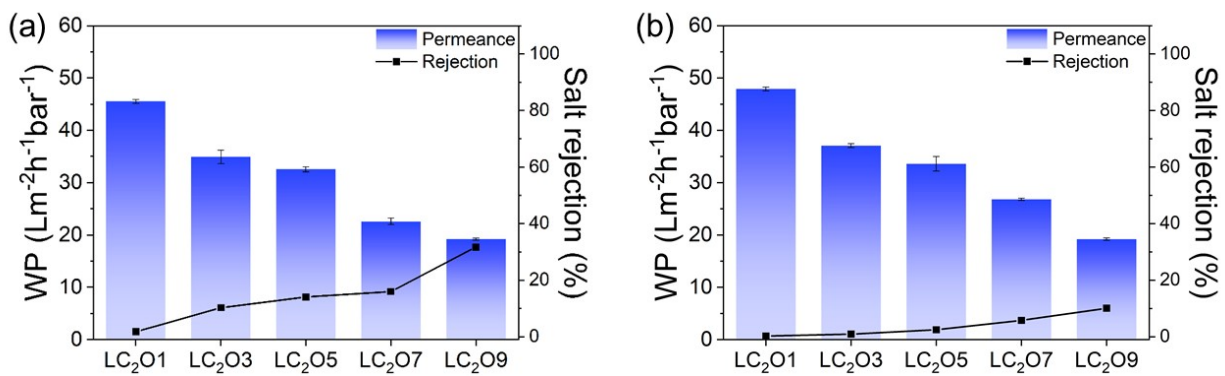 (a)
WP (Lm⁻²h⁻¹bar⁻¹)
60
50
40
30
20
10
0
Permeance
Rejection
100
80
60
40
20
0
Salt rejection (%)
LC₂O1 LC₂O3 LC₂O5 LC₂O7 LC₂O9
(b)
WP (Lm⁻²h⁻¹bar⁻¹)
60
50
40
30
20
10
0
Permeance
Rejection
100
80
60
40
20
0
Salt rejection (%)
LC₂O1 LC₂O3 LC₂O5 LC₂O7 LC₂O9